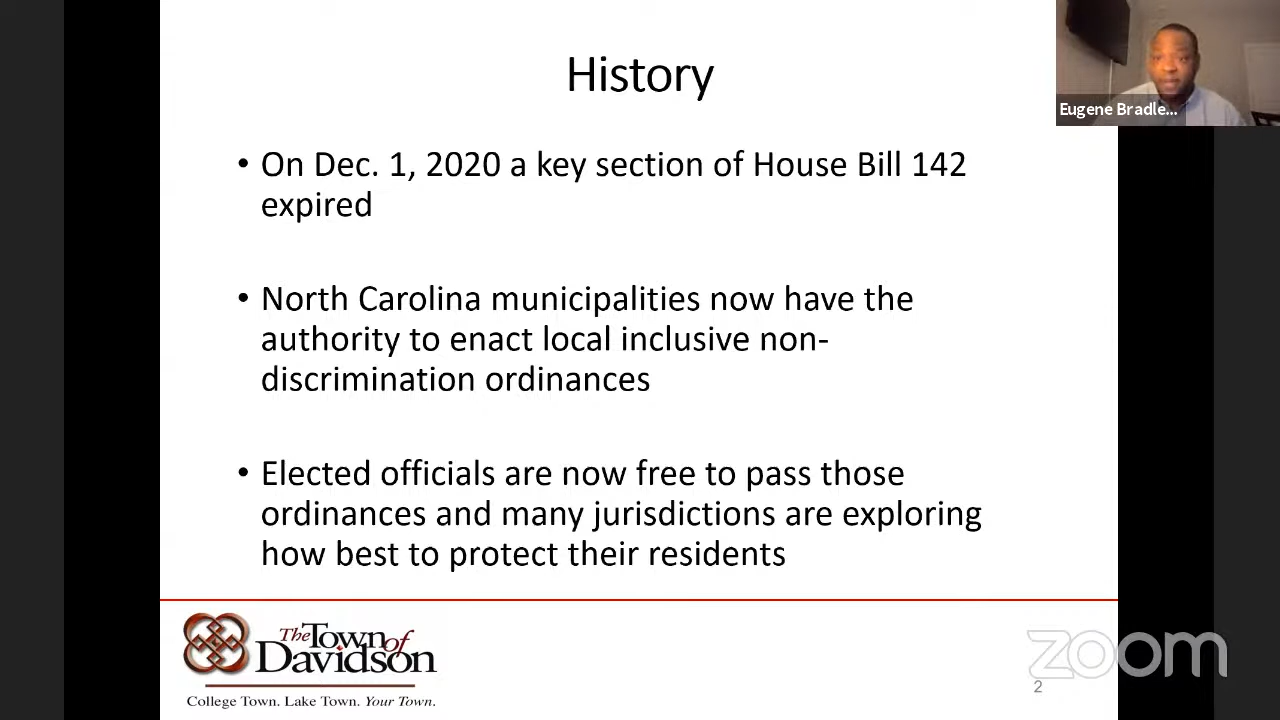 History
Eugene Bradle...
• On Dec. 1, 2020 a key section of House Bill 142
expired
• North Carolina municipalities now have the
authority to enact local inclusive non-
discrimination ordinances
• Elected officials are now free to pass those
ordinances and many jurisdictions are exploring
how best to protect their residents
The Town of
Davidson
College Town. Lake Town. Your Town.
zoom
2